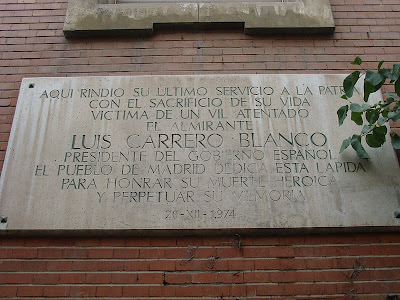 AQUI RINDIO SU ULTIMO SERVICIO A LA PATRIA
CON EL SACRIFICIO DE SU VIDA
VICTIMA DE UN VIL ATENTADO
EL ALMIRANTE
LUIS CARRERO BLANCO
PRESIDENTE DEL GOBIERNO ESPAÑOL
EL PUEBLO DE MADRID DEDICA ESTA LAPIDA
PARA HONRAR SU MUERTE HEROICA
Y PERPETUAR SU MEMORIA
20-XII-1974